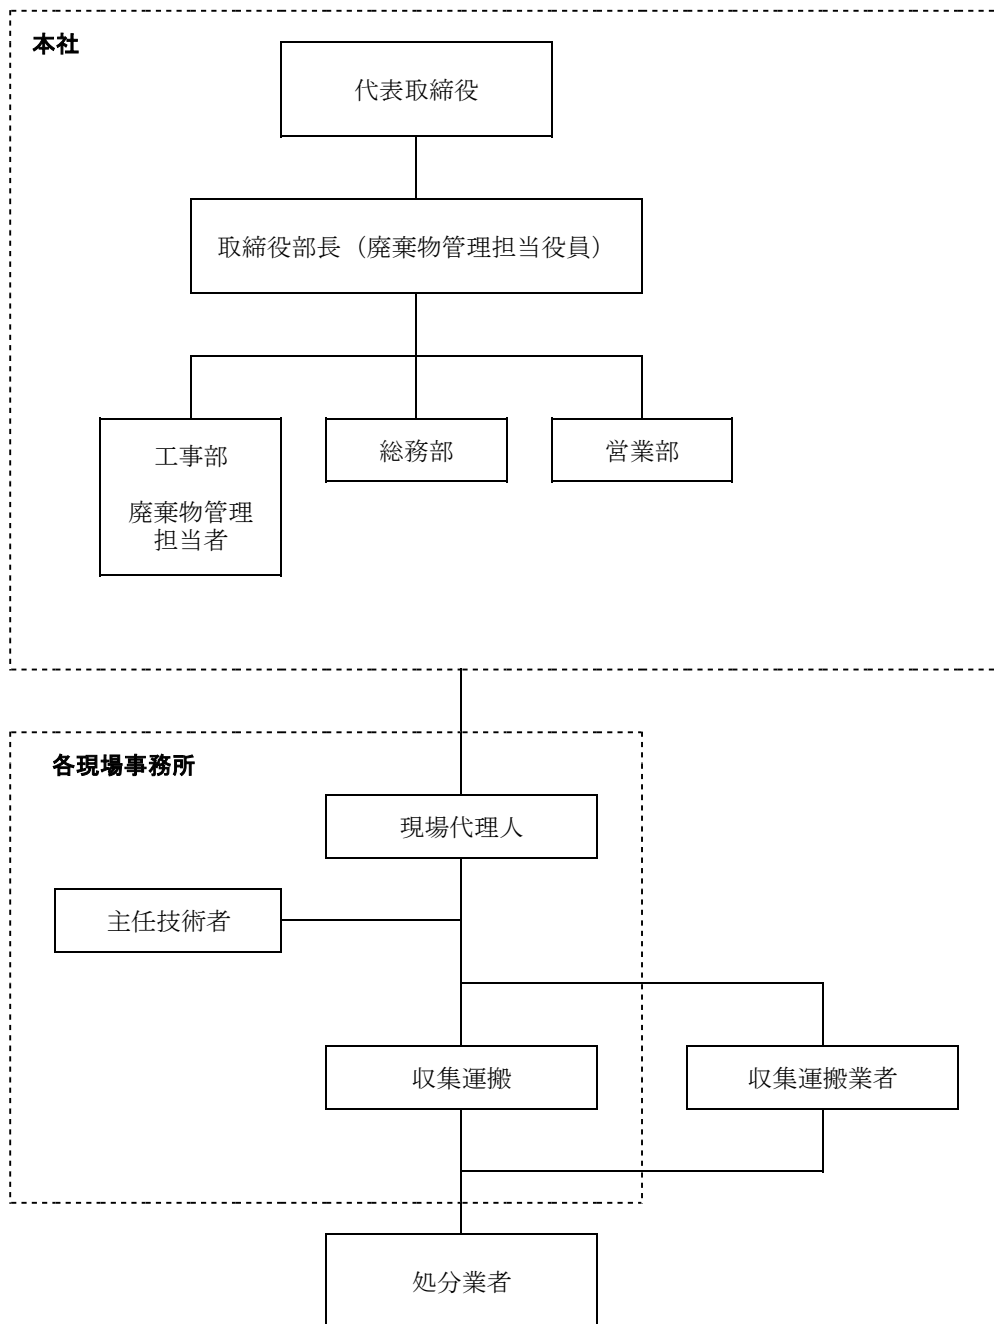 本社
代表取締役
取締役部長（廃棄物管理担当役員）
工事部
廃棄物管理
担当者
総務部
営業部
各現場事務所
現場代理人
主任技術者
収集運搬
収集運搬業者
処分業者